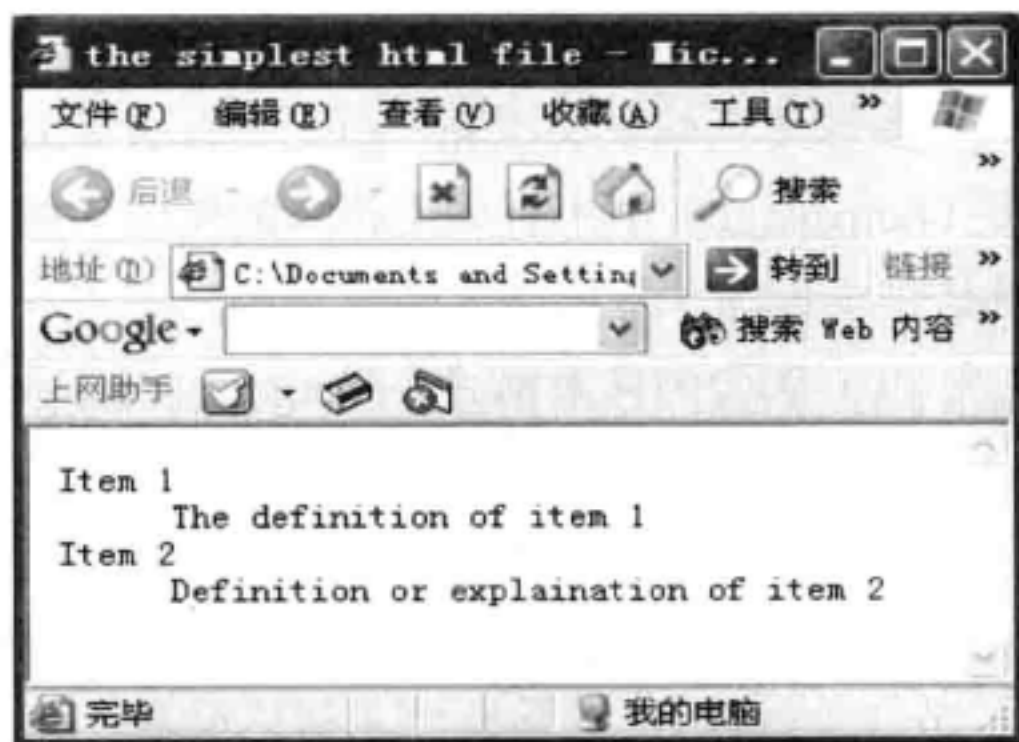 the simplest html file - Mic...
文件(F) 编辑(E) 查看(V) 收藏(A) 工具(T) »
后退 搜索 »
地址(D) C:\Documents and Setting 转到 链接 »
Google 搜索 Web 内容 »
上网助手
Item 1
The definition of item 1
Item 2
Definition or explaination of item 2
完毕 我的电脑